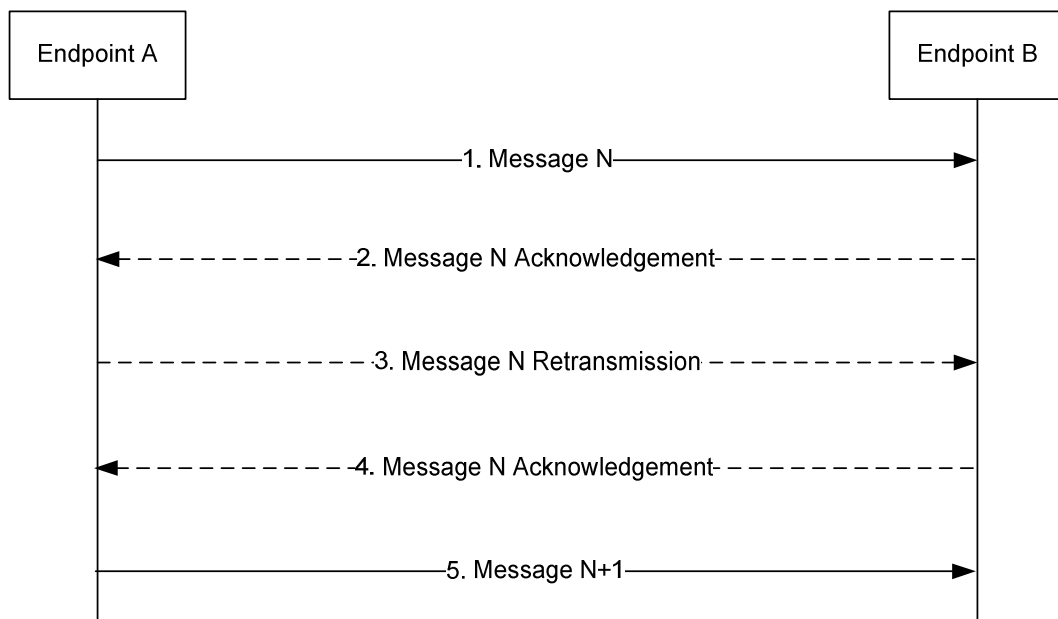 Endpoint A
Endpoint B
1. Message N
2. Message N Acknowledgement
3. Message N Retransmission
4. Message N Acknowledgement
5. Message N+1